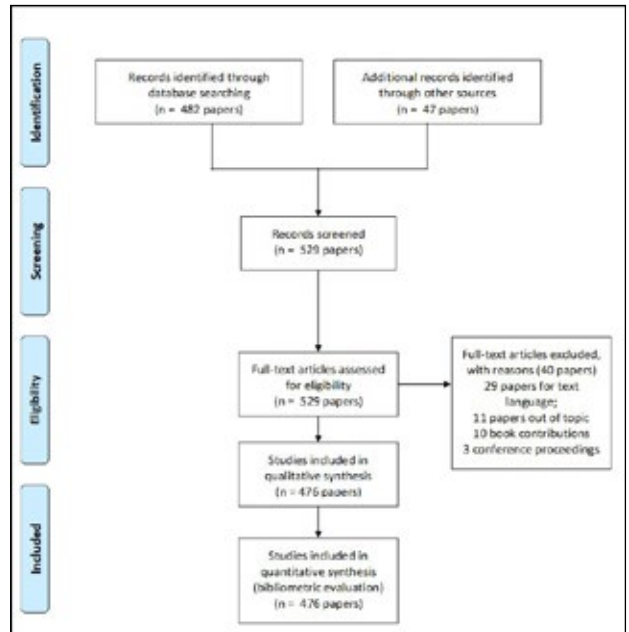 Identification
Records identified through
database searching
(n = 482 papers)
Additional records identified
through other sources
(n = 47 papers)
Screening
Records screened
(n = 529 papers)
Eligibility
Full-text articles assessed
for eligibility
(n = 529 papers)
Full-text articles excluded,
with reasons (40 papers)
29 papers for text
language;
11 papers out of topic
10 book contributions
3 conference proceedings
Studies included in
qualitative synthesis
(n = 476 papers)
Included
Studies included in
quantitative synthesis
(bibliometric evaluation)
(n = 476 papers)